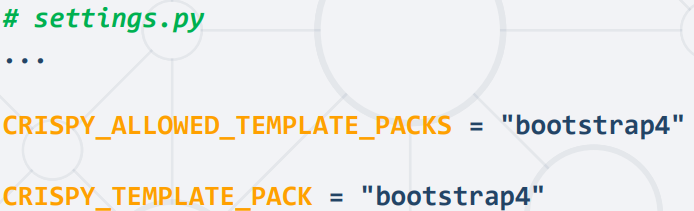 # settings.py
...
CRISPY_ALLOWED_TEMPLATE_PACKS = "bootstrap4"
CRISPY_TEMPLATE_PACK = "bootstrap4"